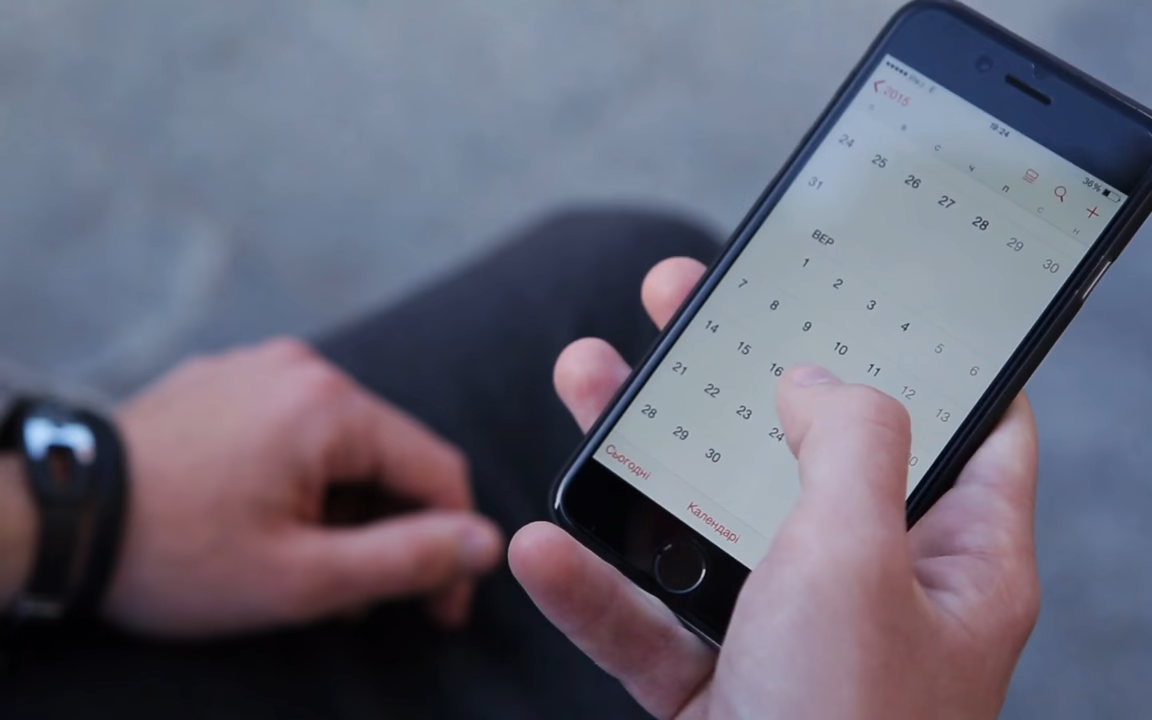 19:24 36%
2015
П В С Ч П С Н
24 25 26 27 28 29 30
31
ВЕР
1 2 3 4 5 6
7 8 9 10 11 12 13
14 15 16
21 22 23 24
28 29 30
Сьогодні Календарі